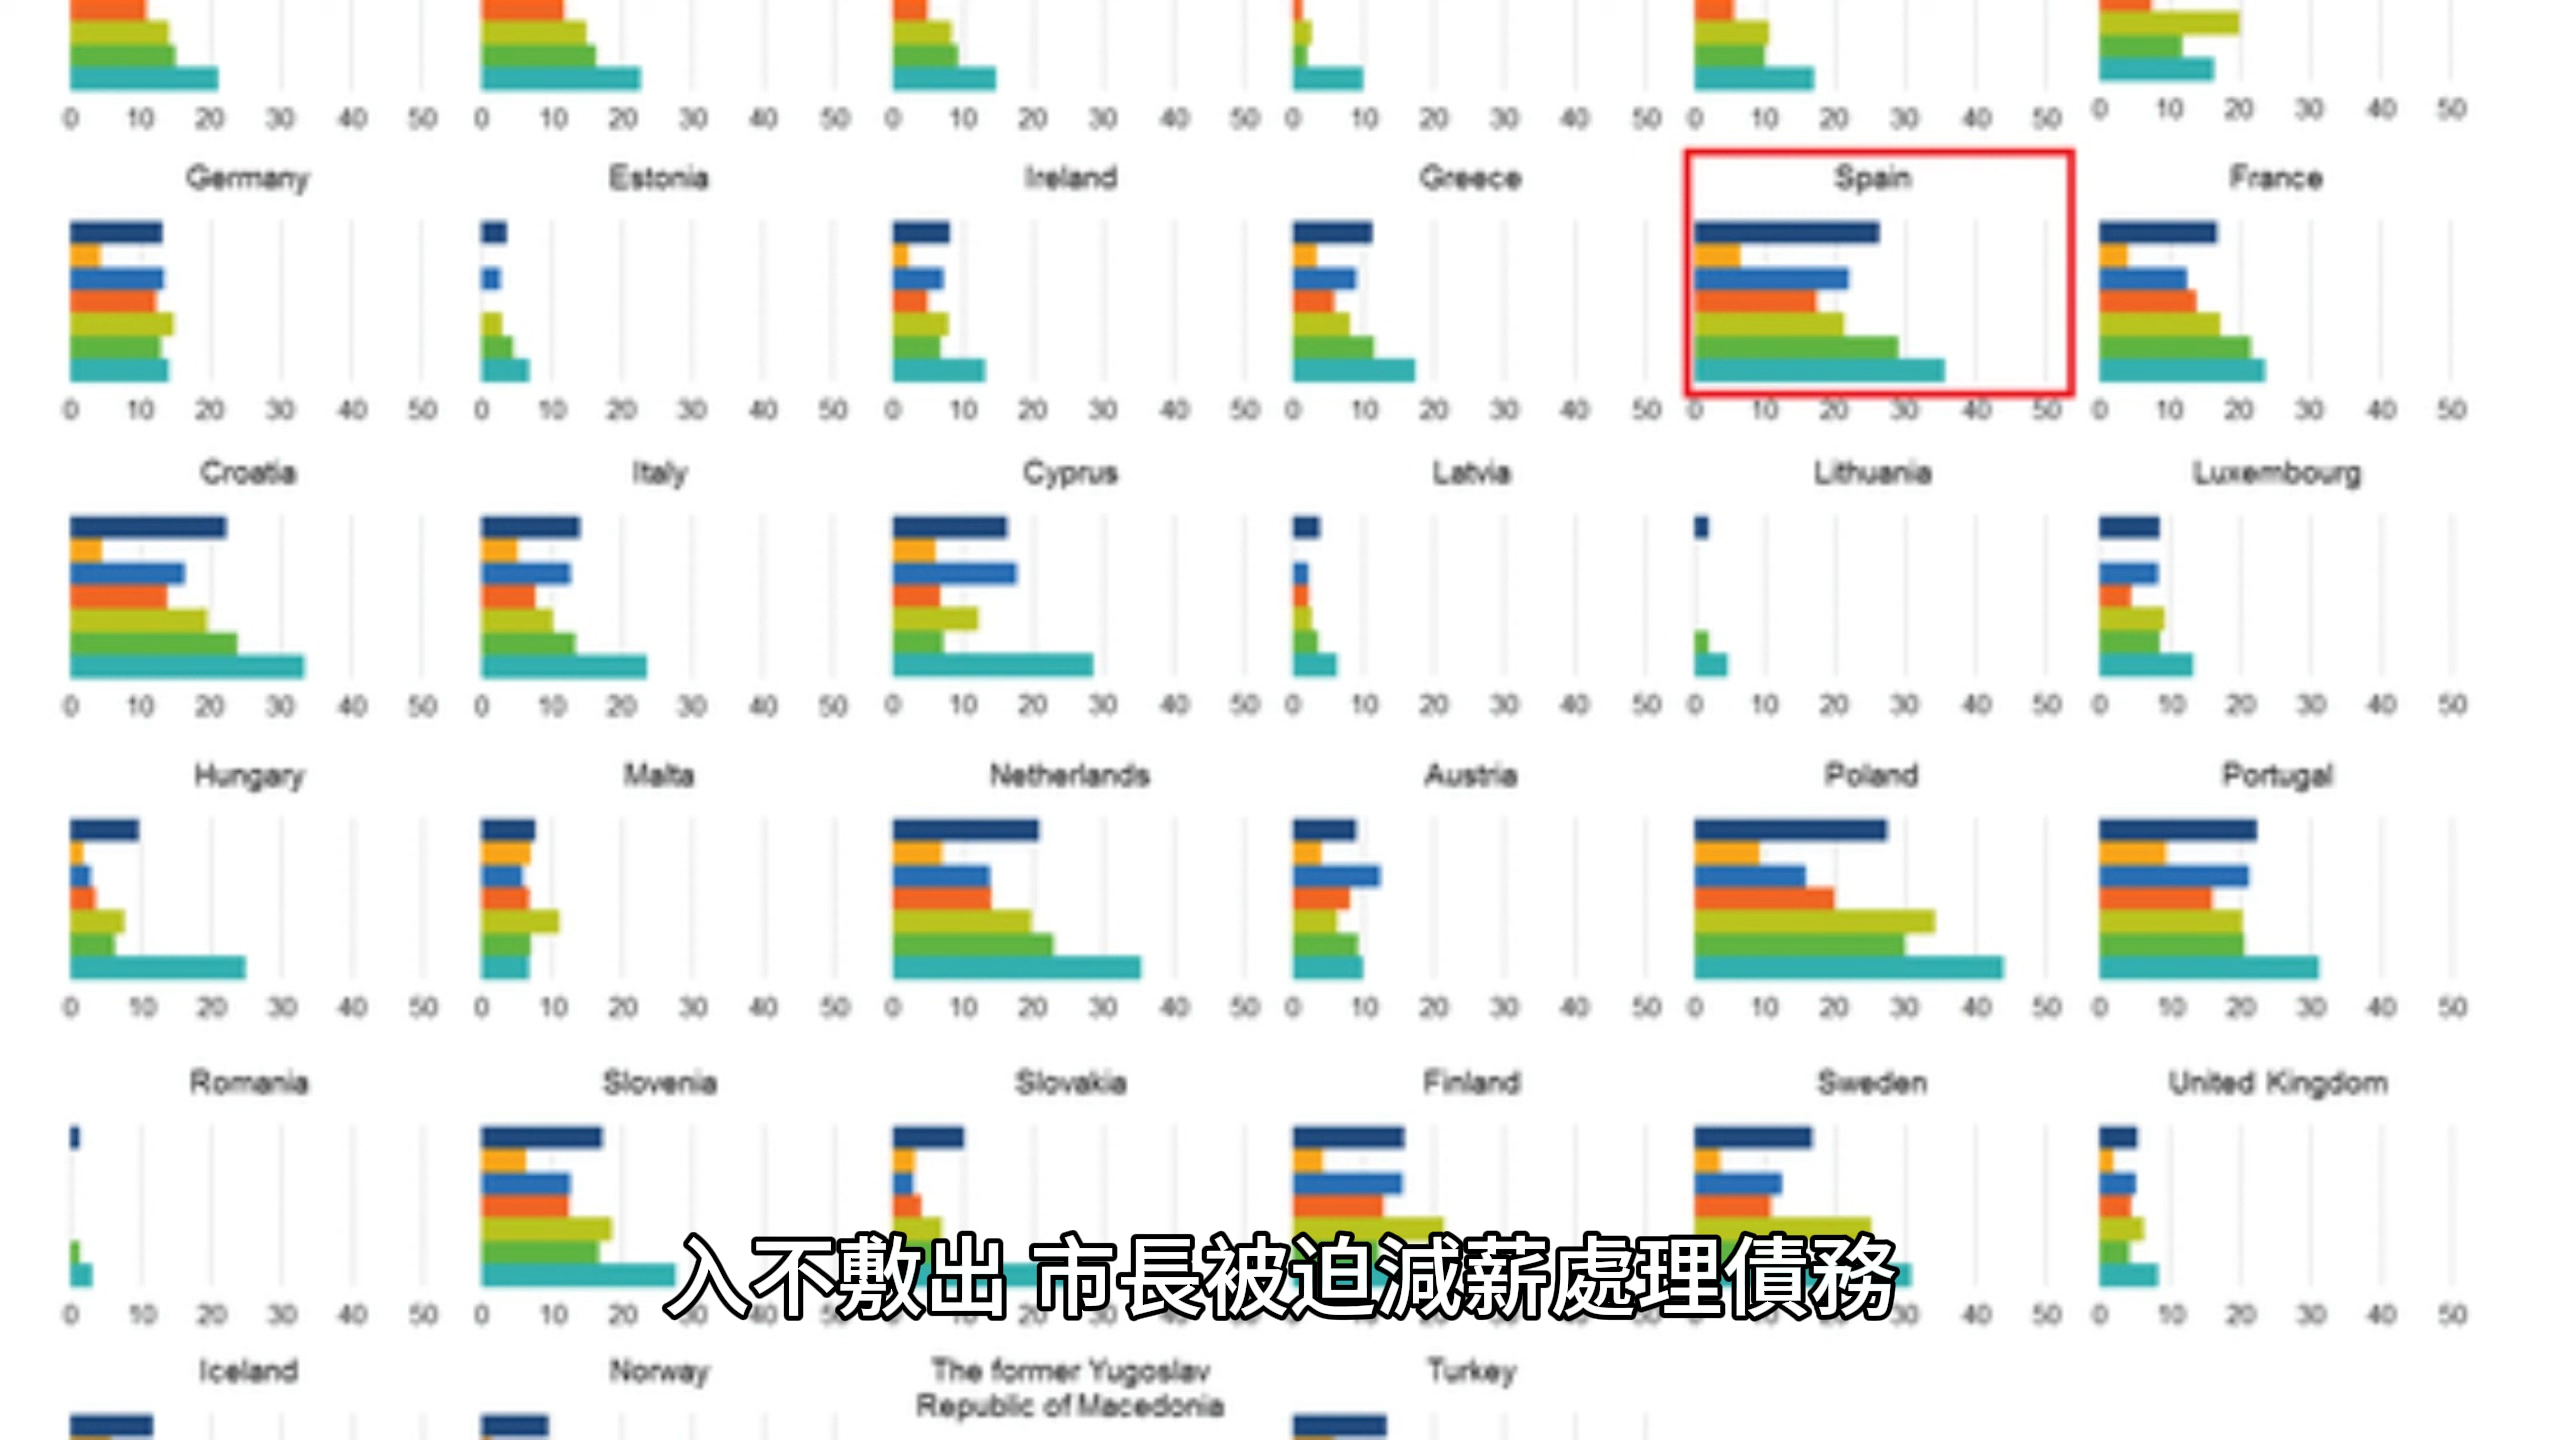 0 10 20 30 40 50 0 10 20 30 40 50 0 10 20 30 40 50 0 10 20 30 40 50 0 10 20 30 40 50 0 10 20 30 40 50
Germany Estonia Ireland Greece Spain France
0 10 20 30 40 50 0 10 20 30 40 50 0 10 20 30 40 50 0 10 20 30 40 50 0 10 20 30 40 50 0 10 20 30 40 50
Croatia Italy Cyprus Latvia Lithuania Luxembourg
0 10 20 30 40 50 0 10 20 30 40 50 0 10 20 30 40 50 0 10 20 30 40 50 0 10 20 30 40 50 0 10 20 30 40 50
Hungary Malta Netherlands Austria Poland Portugal
0 10 20 30 40 50 0 10 20 30 40 50 0 10 20 30 40 50 0 10 20 30 40 50 0 10 20 30 40 50 0 10 20 30 40 50
Romania Slovenia Slovakia Finland Sweden United Kingdom
入不敷出 市長被迫減薪處理債務
0 10 20 30 40 50 0 10 20 30 40 50 0 10 20 30 40 50
Iceland Norway The former Yugoslav Turkey
Republic of Macedonia